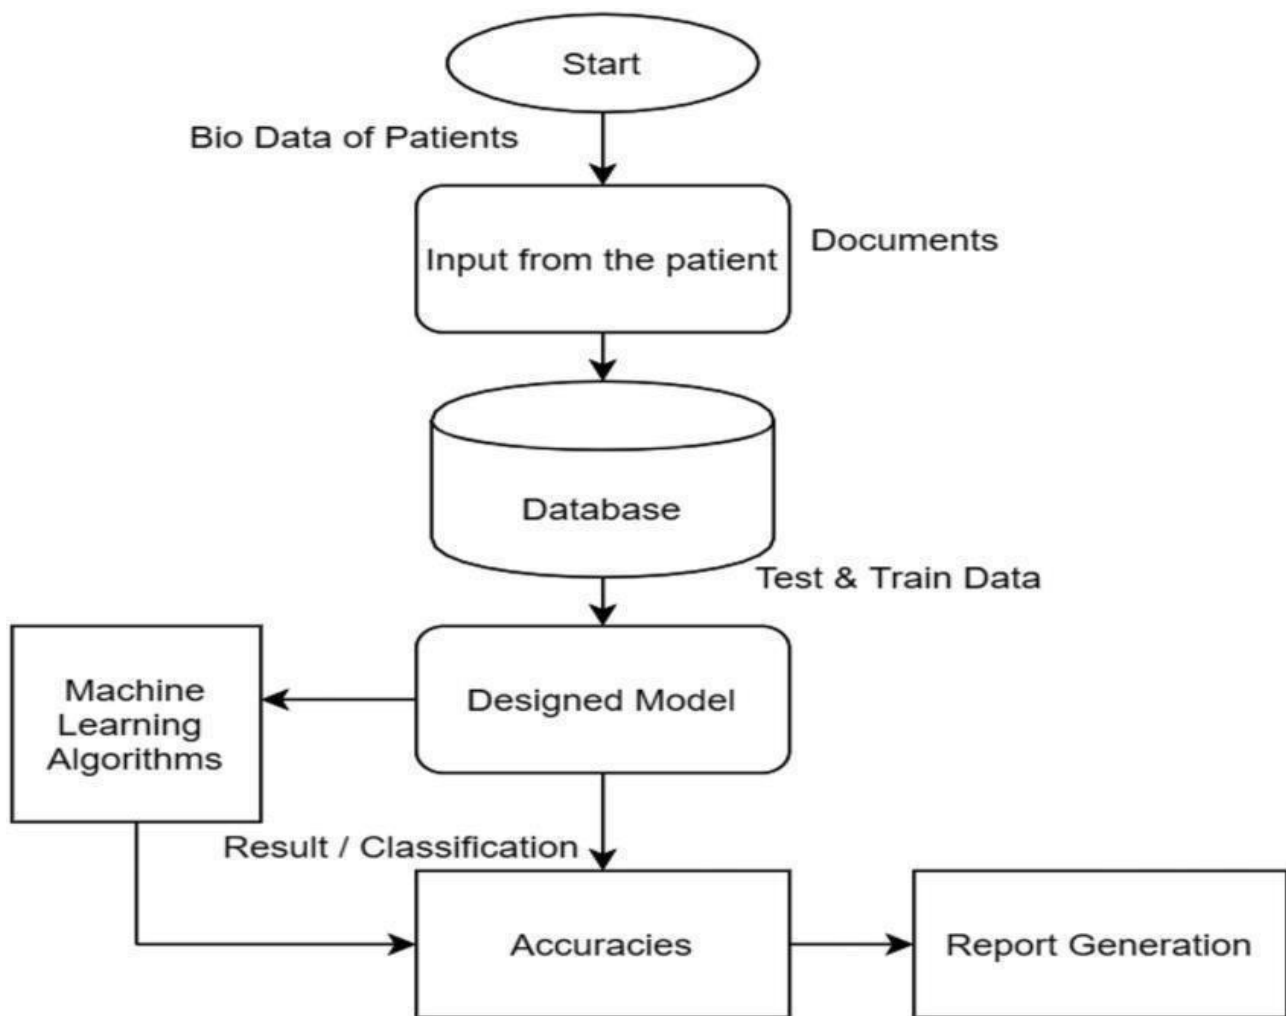 Start
Bio Data of Patients
Input from the patient
Documents
Database
Test & Train Data
Machine
Learning
Algorithms
Designed Model
Result / Classification
Accuracies
Report Generation